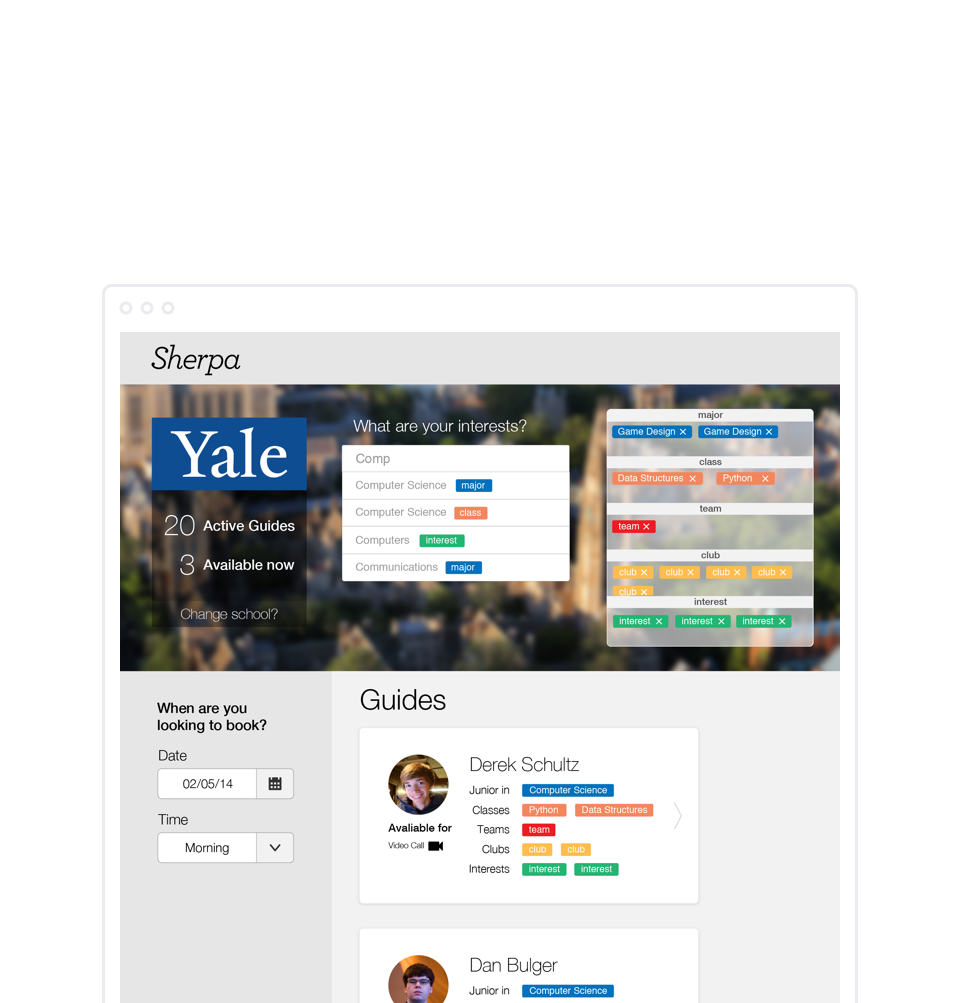 Sherpa
Yale
20 Active Guides
3 Available now
Change school?
What are your interests?
Comp
Computer Science major
Computer Science class
Computers interest
Communications major
major
Game Design × Game Design ×
class
Data Structures × Python ×
team
team ×
club
club × club × club × club ×
club ×
interest
interest × interest × interest ×
When are you
looking to book?
Date
02/05/14
Time
Morning
Guides
Derek Schultz
Junior in Computer Science
Classes Python Data Structures
Teams team
Clubs club club
Interests interest interest
Avaliable for
Video Call
Dan Bulger
Junior in Computer Science